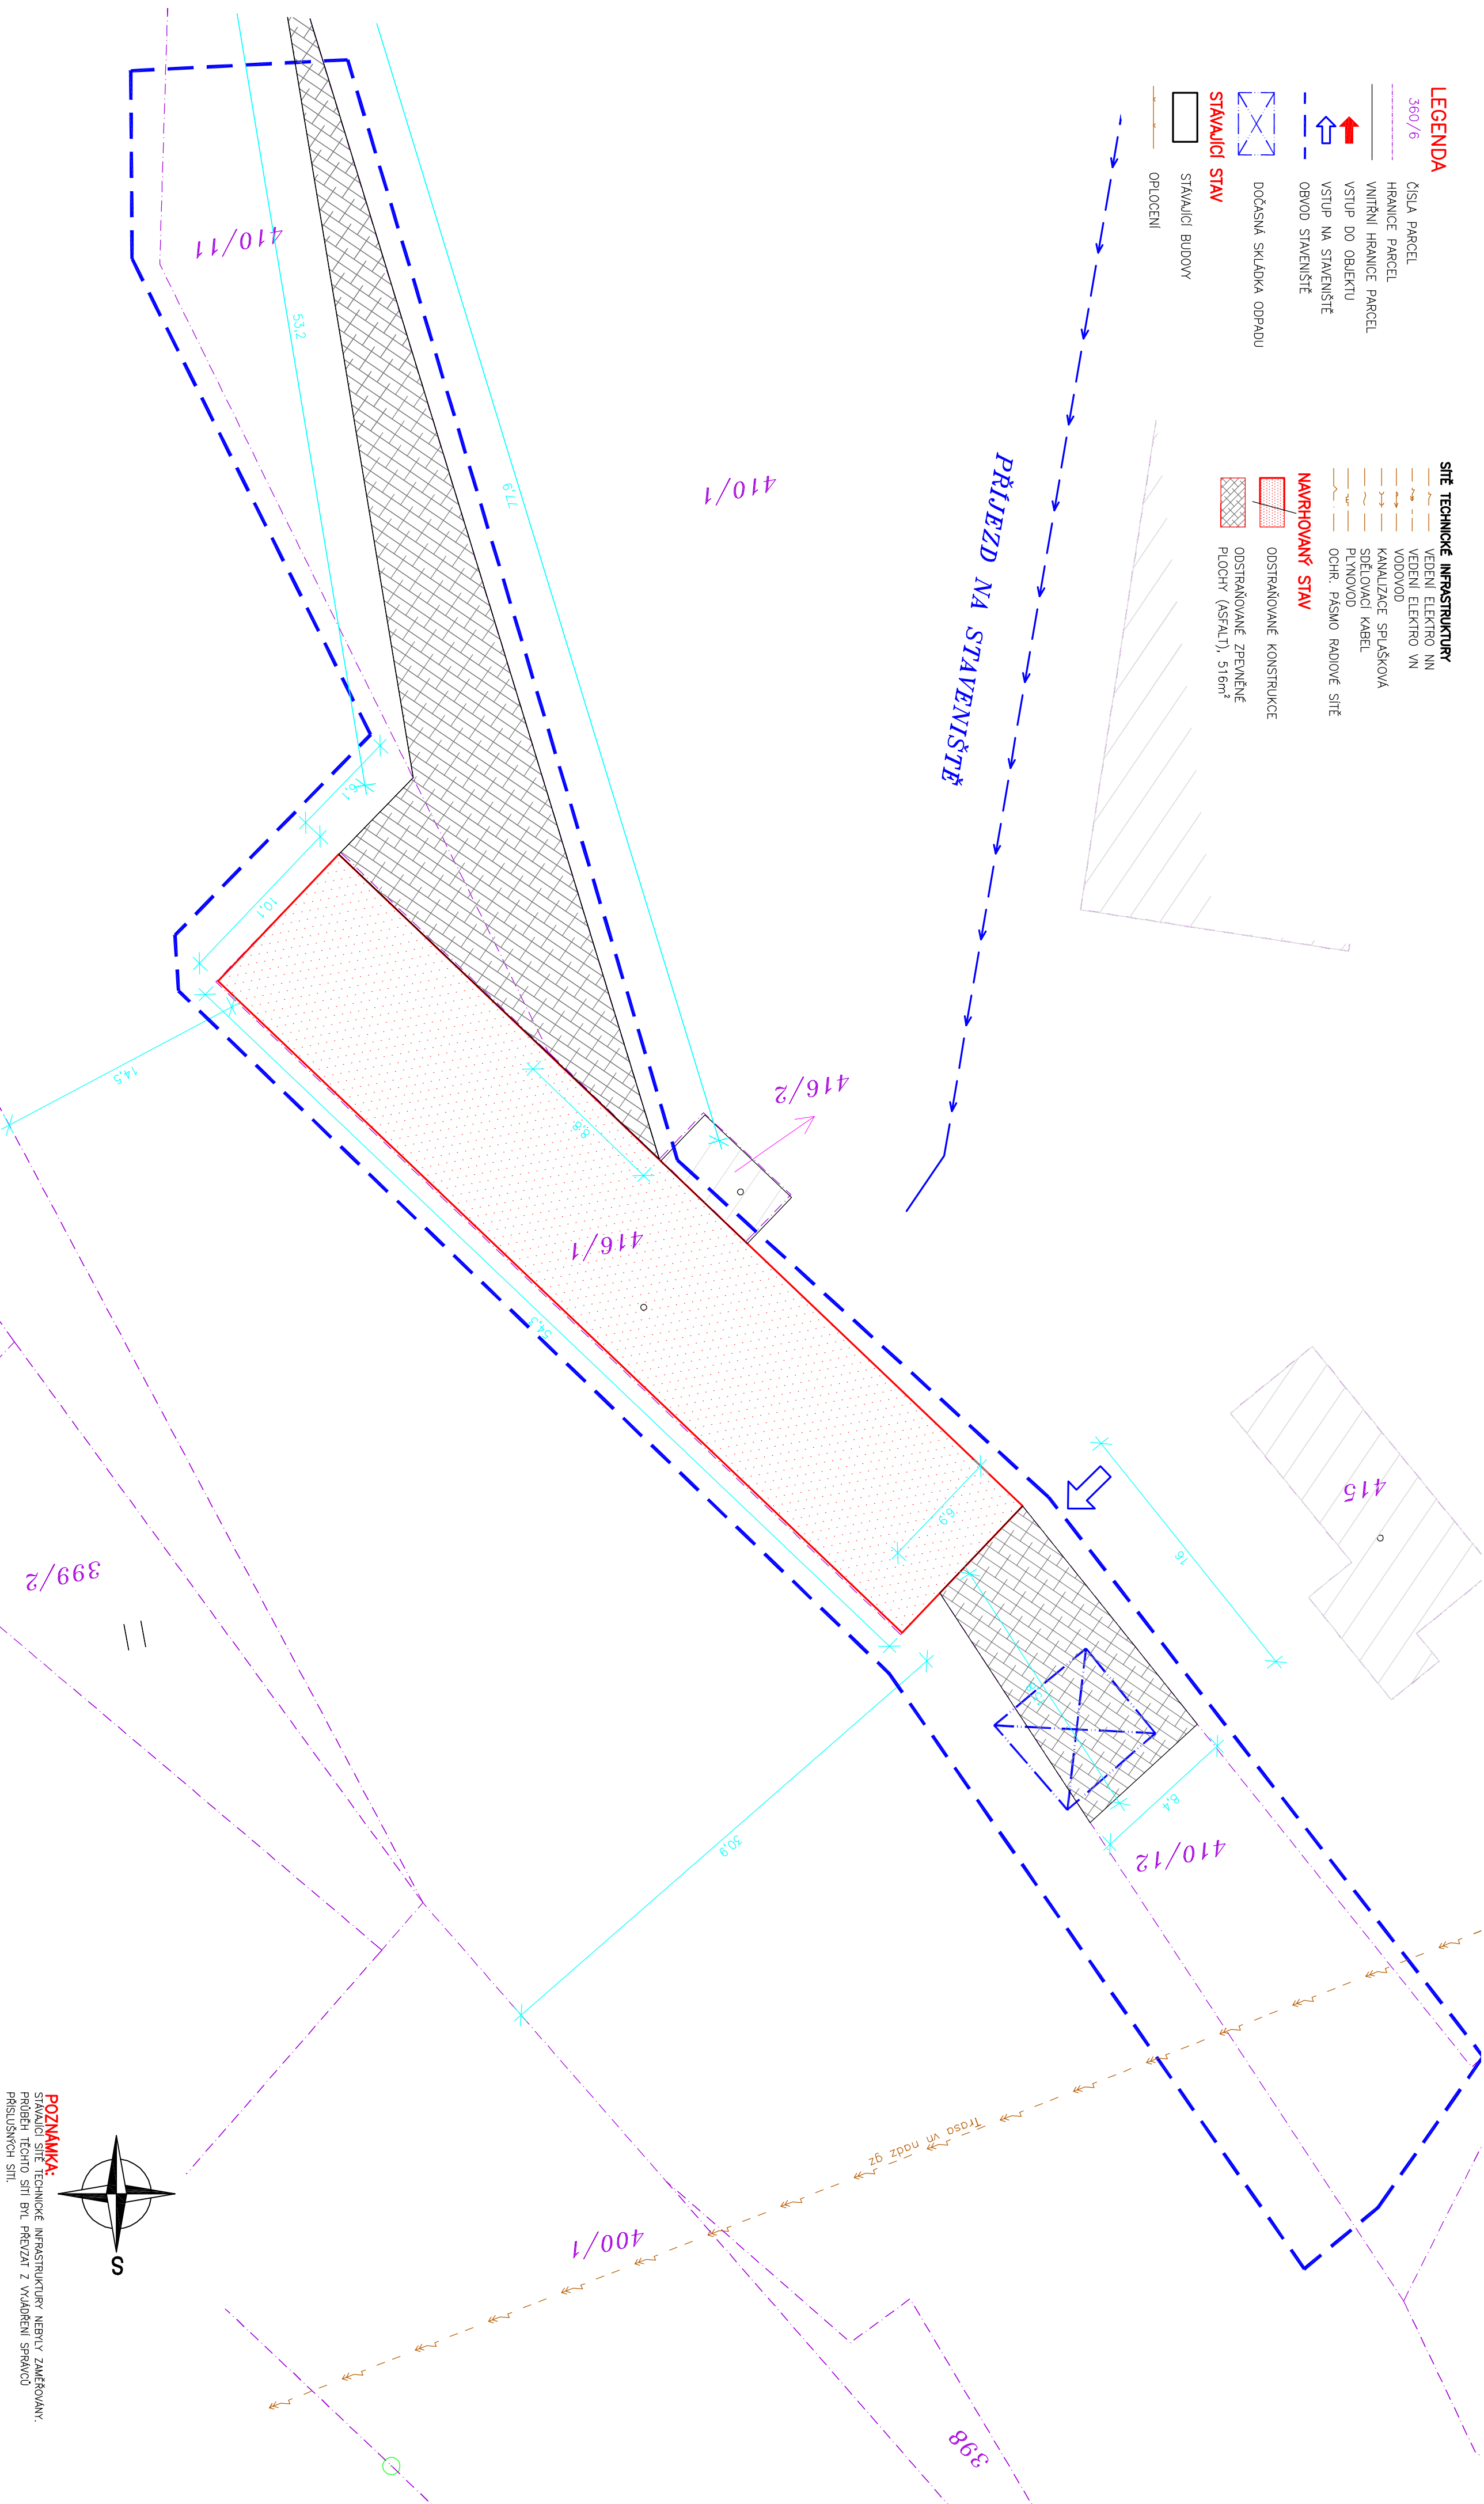 LEGENDA
360/6
ČÍSLA PARCEL
HRANICE PARCEL
VNITŘNÍ HRANICE PARCEL
VSTUP DO OBJEKTU
VSTUP NA STAVENIŠTĚ
OBVOD STAVENIŠTĚ
DOČASNÁ SKLÁDKA ODPADU
STÁVAJÍCÍ STAV
STÁVAJÍCÍ BUDOVY
OPLOCENÍ
SÍTĚ TECHNICKÉ INFRASTRUKTURY
VEDENÍ ELEKTRO NN
VEDENÍ ELEKTRO VN
VODOVOD
KANALIZACE SPLAŠKOVÁ
SDĚLOVACÍ KABEL
PLYNOVOD
OCHR. PÁSMO RADIOVÉ SÍTĚ
NAVRHOVANÝ STAV
ODSTRAŇOVANÉ KONSTRUKCE
ODSTRAŇOVANÉ ZPEVNĚNÉ
PLOCHY (ASFALT), 516m²
PŘÍJEZD NA STAVENIŠTĚ
410/11
53,2
77,9
410/1
6,1
10,1
14,5
8,8
416/2
416/1
54,3
415
16
6,9
8,4
410/12
30,9
399/2
Trasa vn nadz gz
400/1
398
S
POZNÁMKA:
STÁVAJÍCÍ SÍTĚ TECHNICKÉ INFRASTRUKTURY NEBYLY ZAMĚŘOVÁNY.
PRŮBĚH TĚCHTO SÍTÍ BYL PŘEVZAT Z VYJÁDŘENÍ SPRÁVCŮ
PŘÍSLUŠNÝCH SÍTÍ.